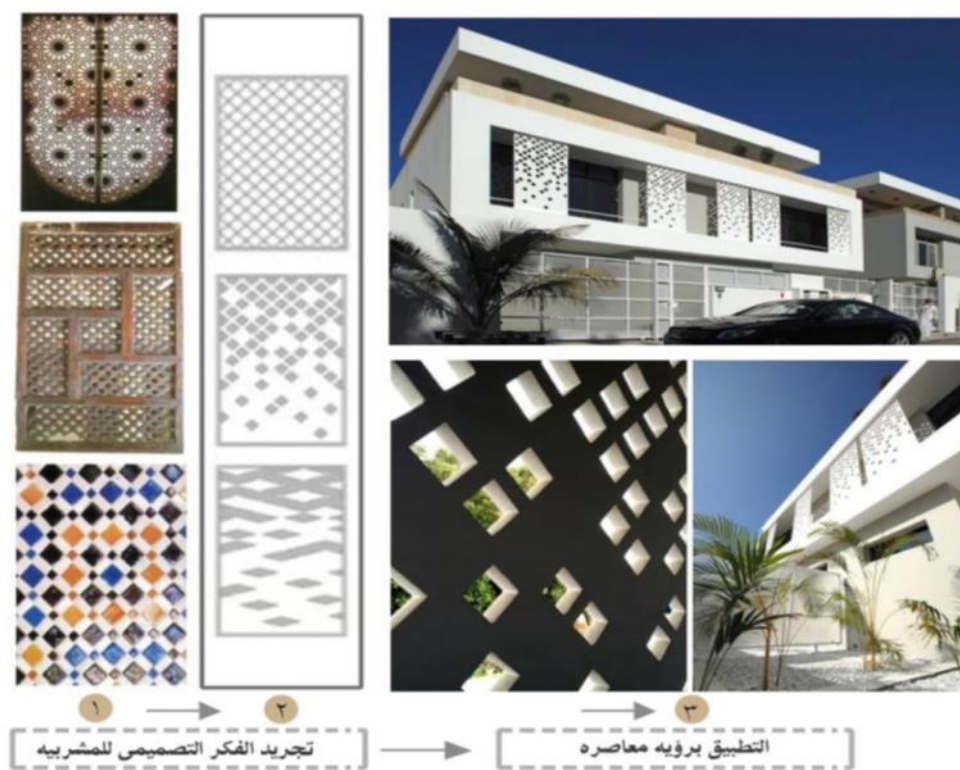 ١ ٢ ٣
تجريد الفكر التصميمى للمشربيه
التطبيق برؤيه معاصره